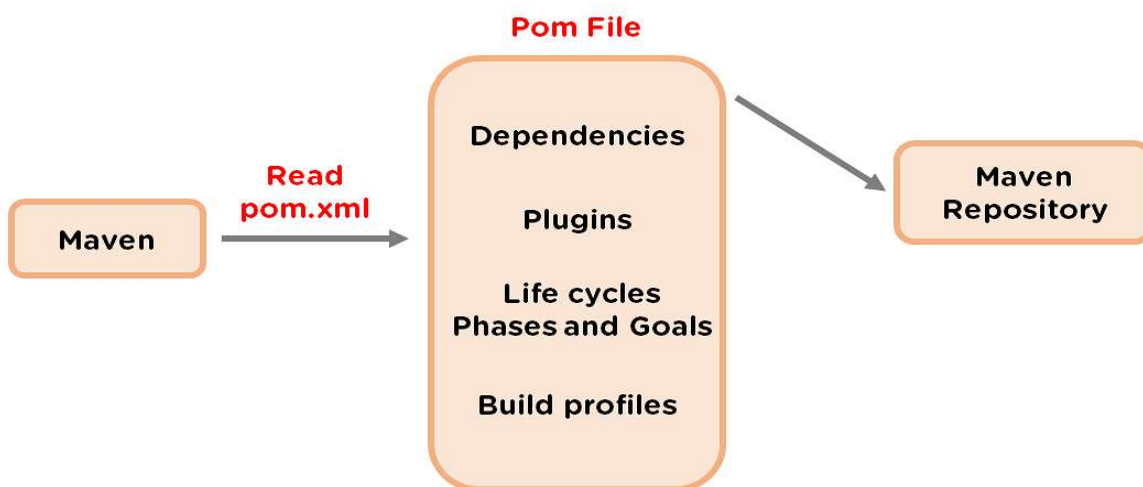 Pom File
Maven
Read
pom.xml
Dependencies
Plugins
Life cycles
Phases and Goals
Build profiles
Maven
Repository